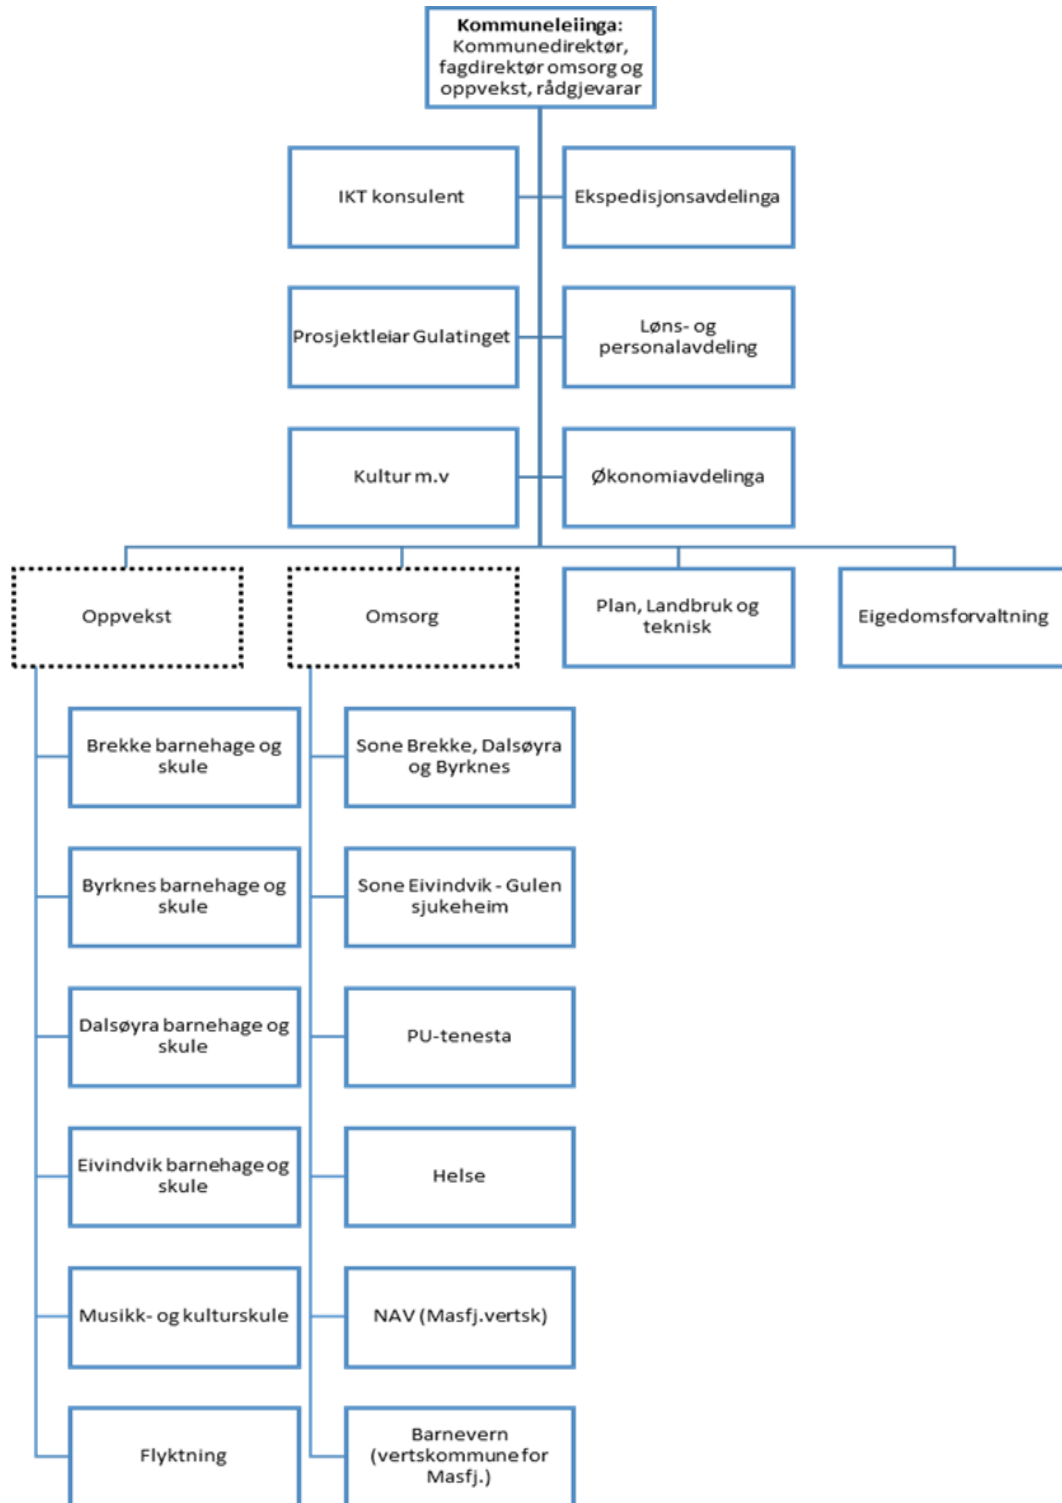 Kommuneleiinga:
Kommunedirektør,
fagdirektør omsorg og
oppvekst, rådgjevarar
IKT konsulent
Ekspedisjonsavdelinga
Prosjektleiar Gulatinget
Løns- og
personalavdeling
Kultur m.v
Økonomiavdelinga
Oppvekst
Omsorg
Plan, Landbruk og
teknisk
Eigedomsforvaltning
Brekke barnehage og
skule
Sone Brekke, Dalsøyra
og Byrknes
Byrknes barnehage og
skule
Sone Eivindvik - Gulen
sjukeheim
Dalsøyra barnehage og
skule
PU-tenesta
Eivindvik barnehage og
skule
Helse
Musikk- og kulturskule
NAV (Masfj.vertsk)
Flyktning
Barnevern
(vertskommune for
Masfj.)